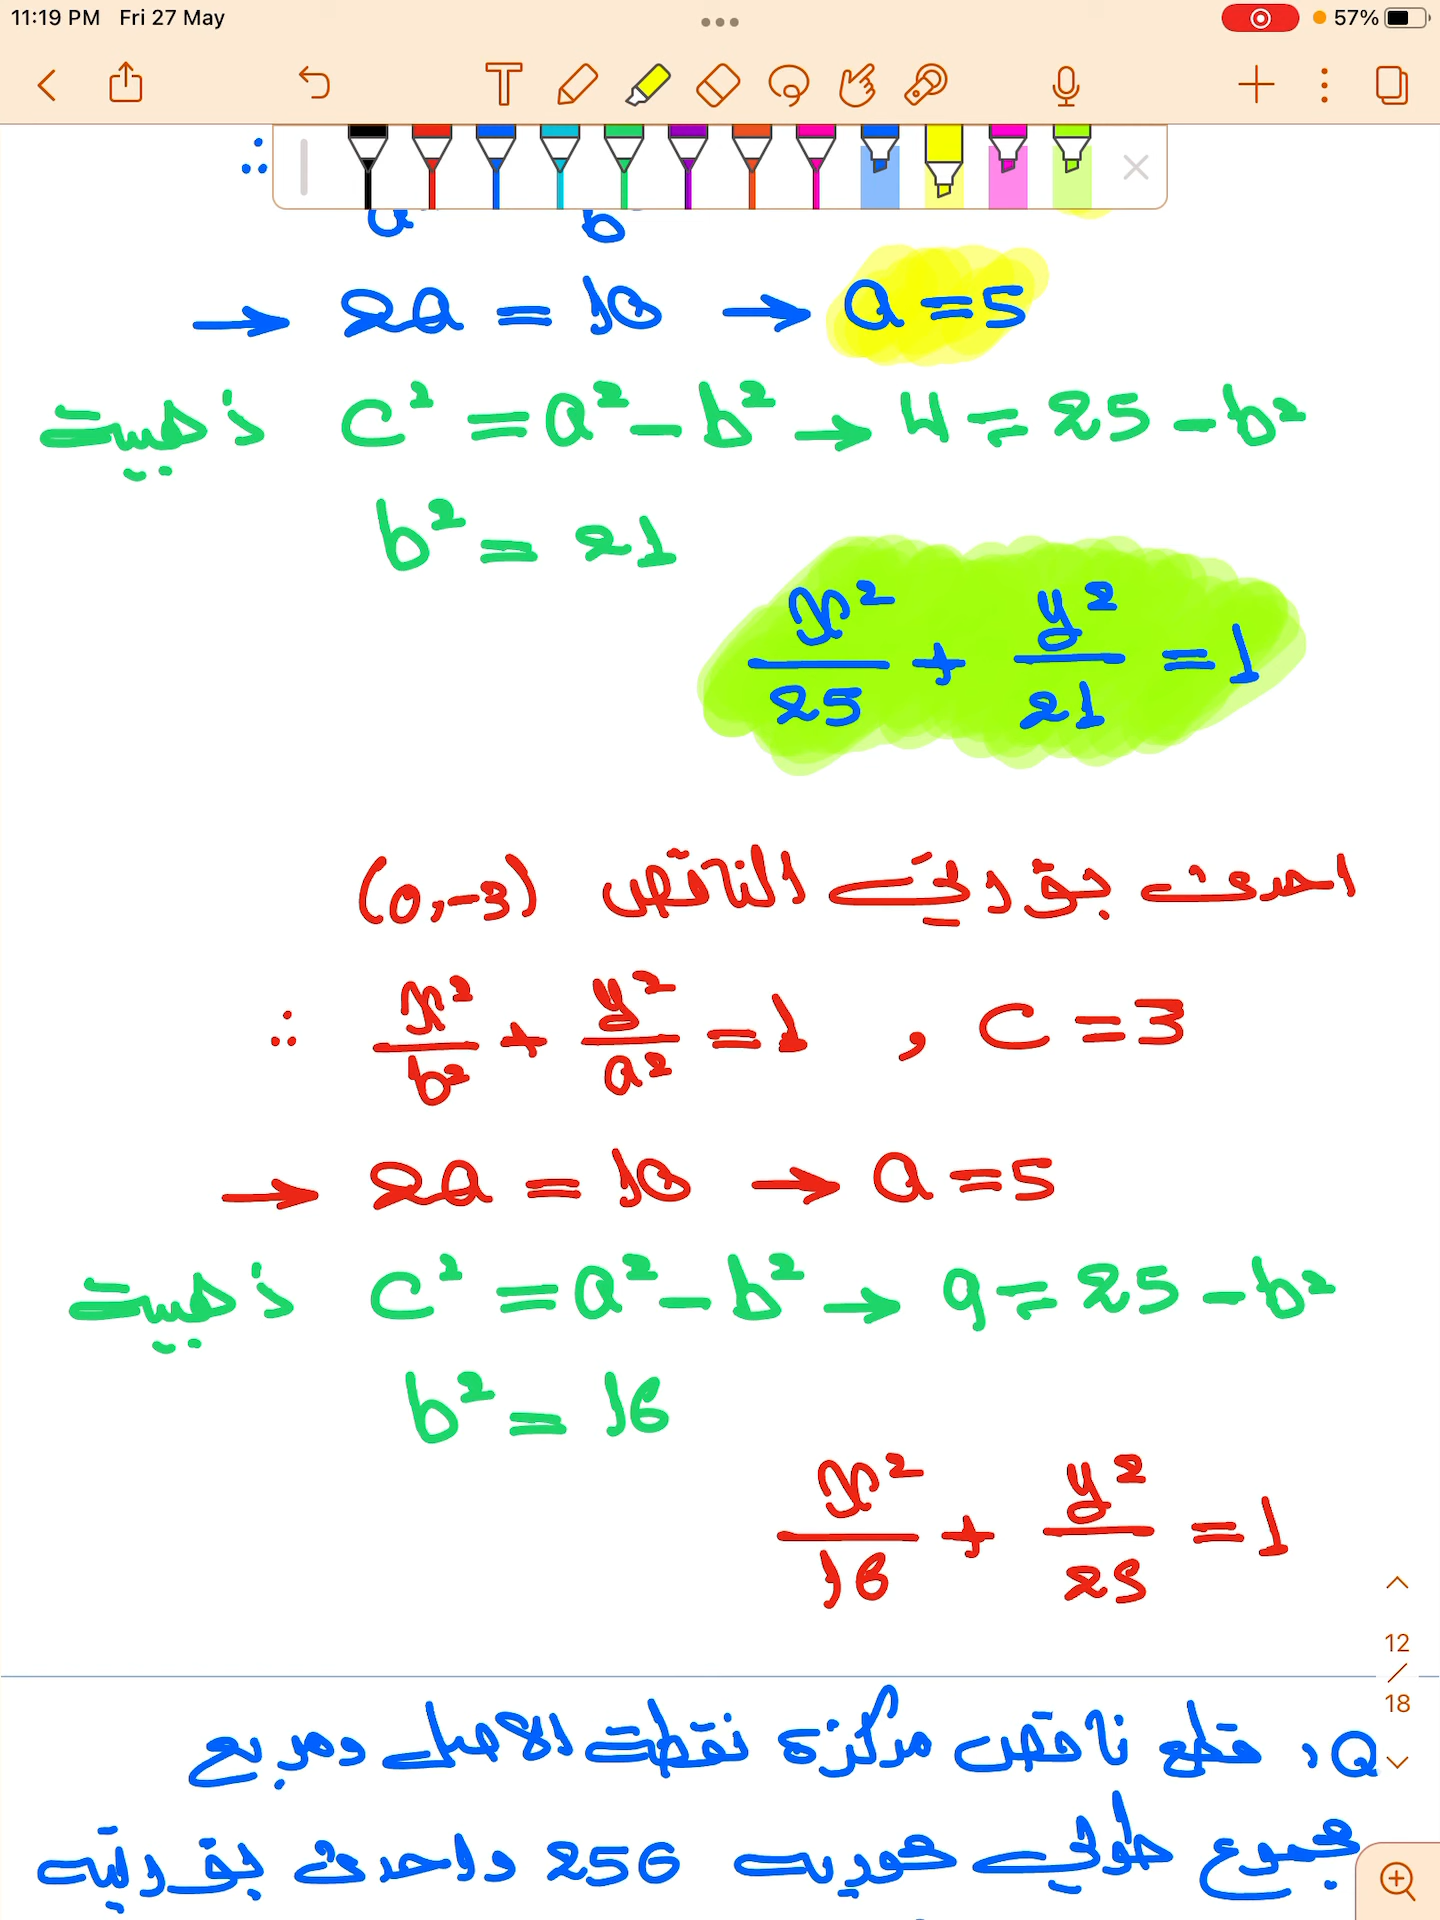 11:19 PM Fri 27 May 57%
∴
a b
→ 2a = 10 → a = 5
ذهبيت c² = a² - b² → 4 = 25 - b²
b² = 21
x²/25 + y²/21 = 1
احدى بؤرتي الناقص (0,-3)
∴ x²/b² + y²/a² = 1 , c = 3
→ 2a = 10 → a = 5
ذهبيت c² = a² - b² → 9 = 25 - b²
b² = 16
x²/16 + y²/25 = 1
12
/
18
Q، قطع ناقص مركزه نقطة الاصل ومربع
مجموع طولي محوريه 256 واحدى بؤرتيه